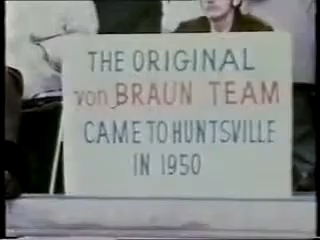 THE ORIGINAL
von BRAUN TEAM
CAME TO HUNTSVILLE
IN 1950